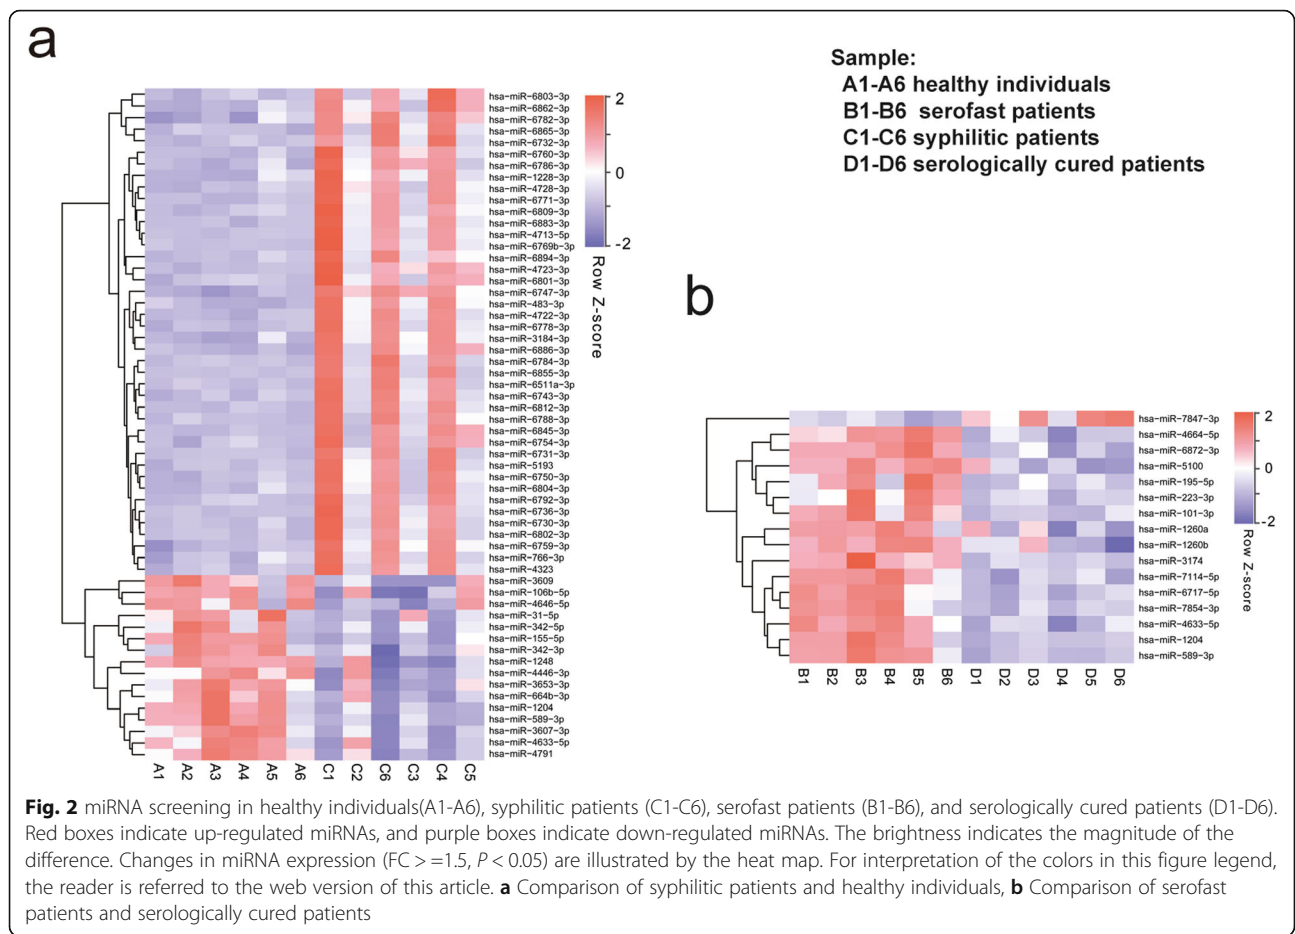 a
Sample:
A1-A6 healthy individuals
B1-B6 serofast patients
C1-C6 syphilitic patients
D1-D6 serologically cured patients
hsa-miR-6803-3p
hsa-miR-6862-3p
hsa-miR-6782-3p
hsa-miR-6865-3p
hsa-miR-6732-3p
hsa-miR-6760-3p
hsa-miR-6786-3p
hsa-miR-1228-3p
hsa-miR-4728-3p
hsa-miR-6771-3p
hsa-miR-6809-3p
hsa-miR-6883-3p
hsa-miR-4713-5p
hsa-miR-6769b-3p
hsa-miR-6894-3p
hsa-miR-4723-3p
hsa-miR-6801-3p
hsa-miR-6747-3p
hsa-miR-483-3p
hsa-miR-4722-3p
hsa-miR-6778-3p
hsa-miR-3184-3p
hsa-miR-6886-3p
hsa-miR-6784-3p
hsa-miR-6855-3p
hsa-miR-6511a-3p
hsa-miR-6743-3p
hsa-miR-6812-3p
hsa-miR-6788-3p
hsa-miR-6845-3p
hsa-miR-6754-3p
hsa-miR-6731-3p
hsa-miR-5193
hsa-miR-6750-3p
hsa-miR-6804-3p
hsa-miR-6792-3p
hsa-miR-6736-3p
hsa-miR-6730-3p
hsa-miR-6802-3p
hsa-miR-6759-3p
hsa-miR-766-3p
hsa-miR-4323
hsa-miR-3609
hsa-miR-106b-5p
hsa-miR-4646-5p
hsa-miR-31-5p
hsa-miR-342-5p
hsa-miR-155-5p
hsa-miR-342-3p
hsa-miR-1248
hsa-miR-4446-3p
hsa-miR-3653-3p
hsa-miR-664b-3p
hsa-miR-1204
hsa-miR-589-3p
hsa-miR-3607-3p
hsa-miR-4633-5p
hsa-miR-4791
A1 A2 A3 A4 A5 A6 C1 C2 C6 C3 C4 C5
2
0
-2
Row Z-score
b
hsa-miR-7847-3p
hsa-miR-4664-5p
hsa-miR-6872-3p
hsa-miR-5100
hsa-miR-195-5p
hsa-miR-223-3p
hsa-miR-101-3p
hsa-miR-1260a
hsa-miR-1260b
hsa-miR-3174
hsa-miR-7114-5p
hsa-miR-6717-5p
hsa-miR-7854-3p
hsa-miR-4633-5p
hsa-miR-1204
hsa-miR-589-3p
B1 B2 B3 B4 B5 B6 D1 D2 D3 D4 D5 D6
2
1
0
-1
-2
Row Z-score
Fig. 2 miRNA screening in healthy individuals(A1-A6), syphilitic patients (C1-C6), serofast patients (B1-B6), and serologically cured patients (D1-D6).
Red boxes indicate up-regulated miRNAs, and purple boxes indicate down-regulated miRNAs. The brightness indicates the magnitude of the
difference. Changes in miRNA expression (FC > =1.5, P < 0.05) are illustrated by the heat map. For interpretation of the colors in this figure legend,
the reader is referred to the web version of this article. a Comparison of syphilitic patients and healthy individuals, b Comparison of serofast
patients and serologically cured patients